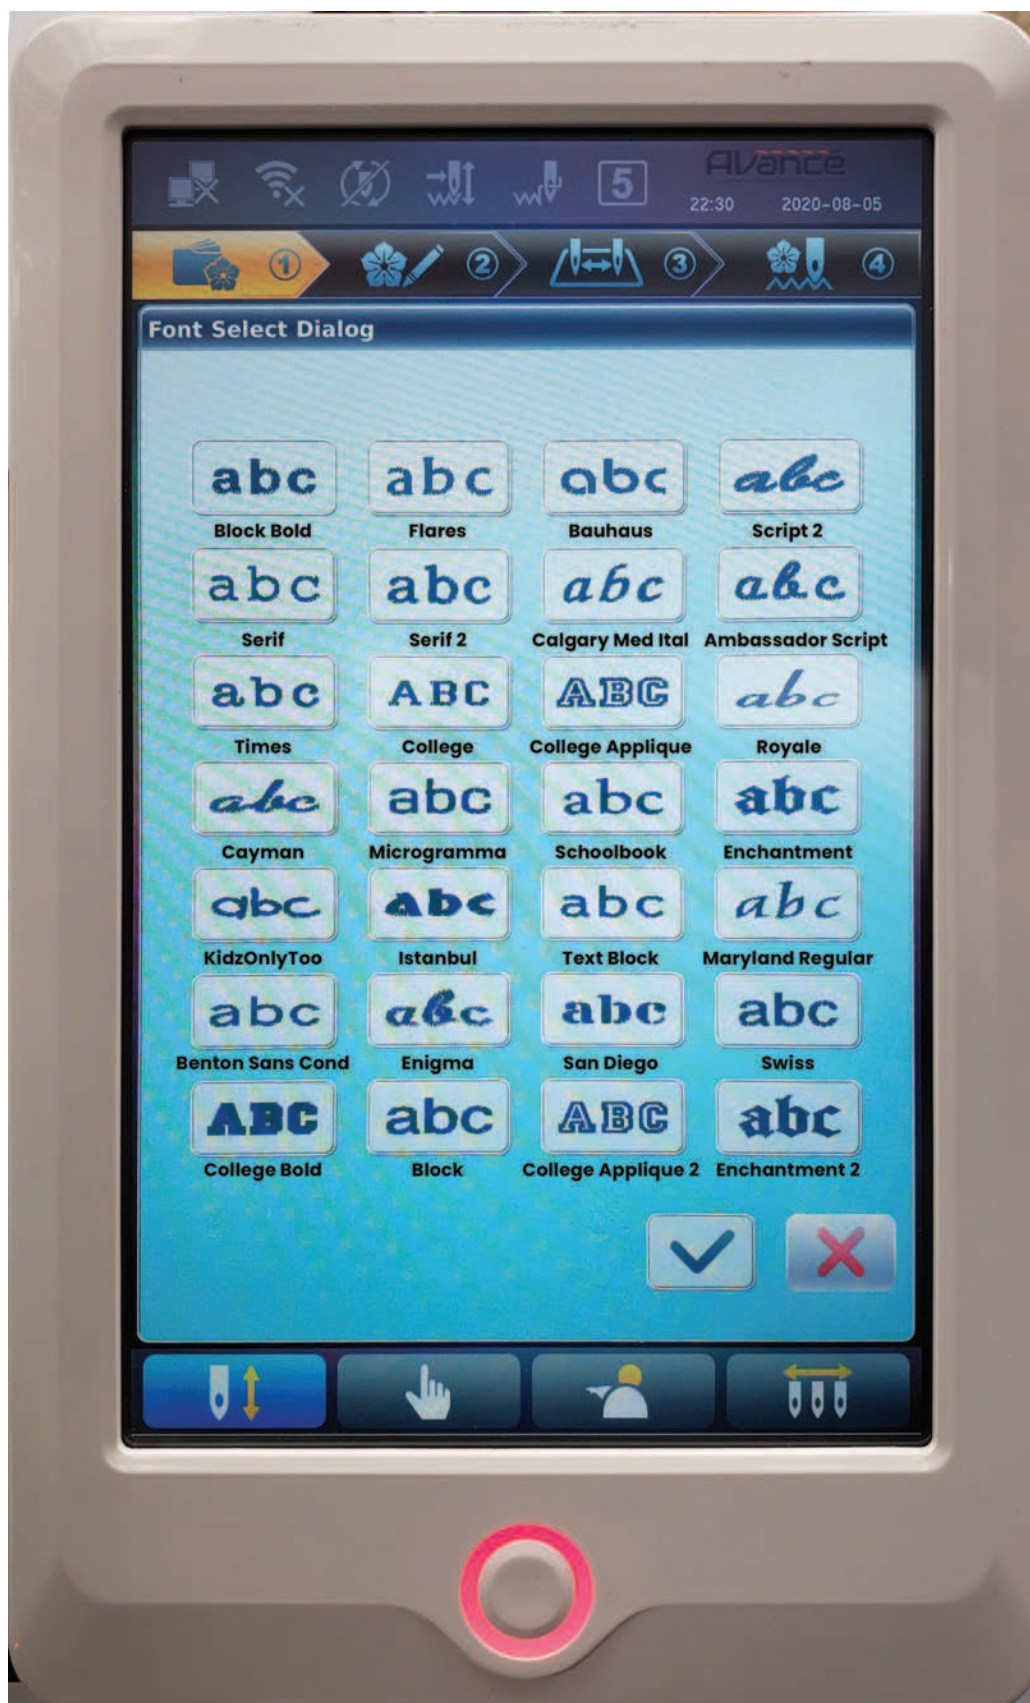 5
Avancé
22:30 2020-08-05
1 2 3 4
Font Select Dialog
abc abc abc abc
Block Bold Flares Bauhaus Script 2
abc abc abc abc
Serif Serif 2 Calgary Med Ital Ambassador Script
abc ABC ABC abc
Times College College Applique Royale
abc abc abc abc
Cayman Microgramma Schoolbook Enchantment
abc abc abc abc
KidzOnlyToo Istanbul Text Block Maryland Regular
abc abc abc abc
Benton Sans Cond Enigma San Diego Swiss
ABC abc ABC abc
College Bold Block College Applique 2 Enchantment 2